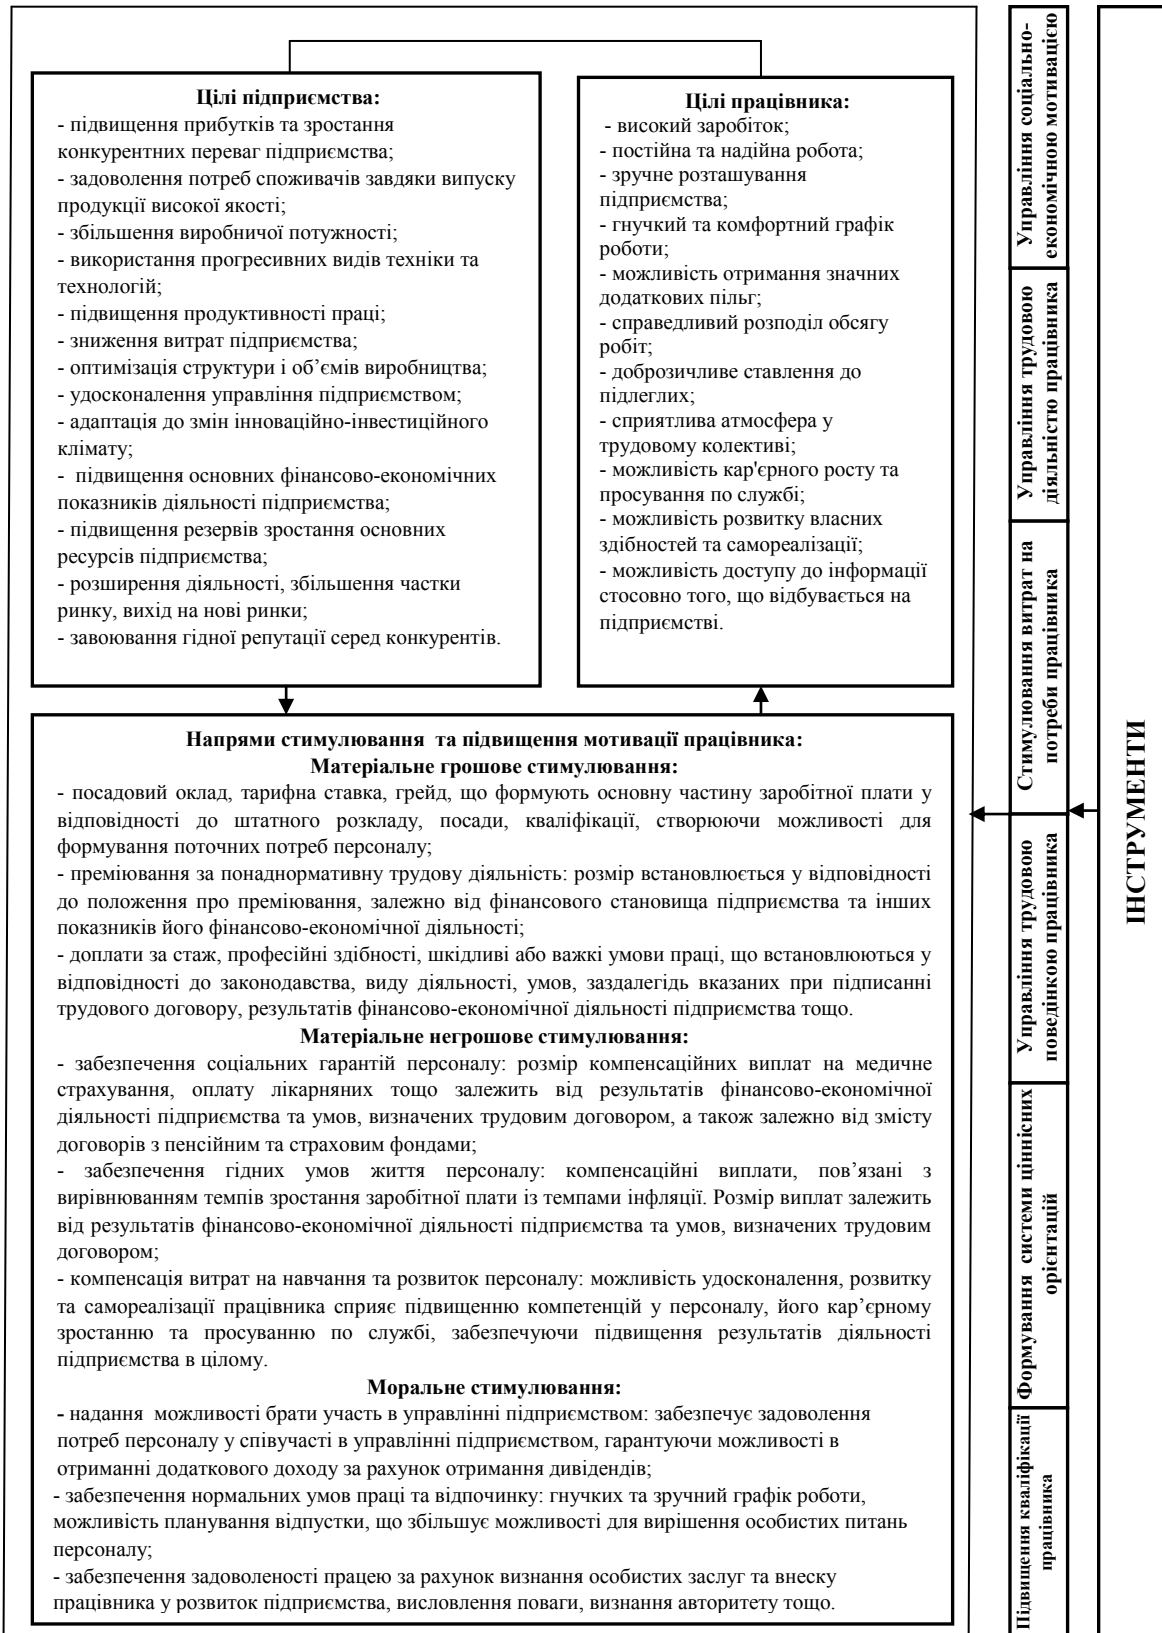 Цілі підприємства:
- підвищення прибутків та зростання
конкурентних переваг підприємства;
- задоволення потреб споживачів завдяки випуску
продукції високої якості;
- збільшення виробничої потужності;
- використання прогресивних видів техніки та
технологій;
- підвищення продуктивності праці;
- зниження витрат підприємства;
- оптимізація структури і об’ємів виробництва;
- удосконалення управління підприємством;
- адаптація до змін інноваційно-інвестиційного
клімату;
- підвищення основних фінансово-економічних
показників діяльності підприємства;
- підвищення резервів зростання основних
ресурсів підприємства;
- розширення діяльності, збільшення частки
ринку, вихід на нові ринки;
- завоювання гідної репутації серед конкурентів.
Цілі працівника:
- високий заробіток;
- постійна та надійна робота;
- зручне розташування
підприємства;
- гнучкий та комфортний графік
роботи;
- можливість отримання значних
додаткових пільг;
- справедливий розподіл обсягу
робіт;
- доброзичливе ставлення до
підлеглих;
- сприятлива атмосфера у
трудовому колективі;
- можливість кар'єрного росту та
просування по службі;
- можливість розвитку власних
здібностей та самореалізації;
- можливість доступу до інформації
стосовно того, що відбувається на
підприємстві.
Напрями стимулювання та підвищення мотивації працівника:
Матеріальне грошове стимулювання:
- посадовий оклад, тарифна ставка, грейд, що формують основну частину заробітної плати у
відповідності до штатного розкладу, посади, кваліфікації, створюючи можливості для
формування поточних потреб персоналу;
- преміювання за понаднормативну трудову діяльність: розмір встановлюється у відповідності
до положення про преміювання, залежно від фінансового становища підприємства та інших
показників його фінансово-економічної діяльності;
- доплати за стаж, професійні здібності, шкідливі або важкі умови праці, що встановлюються у
відповідності до законодавства, виду діяльності, умов, заздалегідь вказаних при підписанні
трудового договору, результатів фінансово-економічної діяльності підприємства тощо.
Матеріальне негрошове стимулювання:
- забезпечення соціальних гарантій персоналу: розмір компенсаційних виплат на медичне
страхування, оплату лікарняних тощо залежить від результатів фінансово-економічної
діяльності підприємства та умов, визначених трудовим договором, а також залежно від змісту
договорів з пенсійним та страховим фондами;
- забезпечення гідних умов життя персоналу: компенсаційні виплати, пов’язані з
вирівнюванням темпів зростання заробітної плати із темпами інфляції. Розмір виплат залежить
від результатів фінансово-економічної діяльності підприємства та умов, визначених трудовим
договором;
- компенсація витрат на навчання та розвиток персоналу: можливість удосконалення, розвитку
та самореалізації працівника сприяє підвищенню компетенцій у персоналу, його кар’єрному
зростанню та просуванню по службі, забезпечуючи підвищення результатів діяльності
підприємства в цілому.
Моральне стимулювання:
- надання можливості брати участь в управлінні підприємством: забезпечує задоволення
потреб персоналу у співучасті в управлінні підприємством, гарантуючи можливості в
отриманні додаткового доходу за рахунок отримання дивідендів;
- забезпечення нормальних умов праці та відпочинку: гнучких та зручний графік роботи,
можливість планування відпустки, що збільшує можливості для вирішення особистих питань
персоналу;
- забезпечення задоволеності працею за рахунок визнання особистих заслуг та внеску
працівника у розвиток підприємства, висловлення поваги, визнання авторитету тощо.
Управління соціально-
економічною мотивацією
Управління трудовою
діяльністю працівника
Стимулювання витрат на
потреби працівника
Управління трудовою
поведінкою працівника
Формування системи ціннісних
орієнтацій
Підвищення кваліфікації
працівника
ІНСТРУМЕНТИ